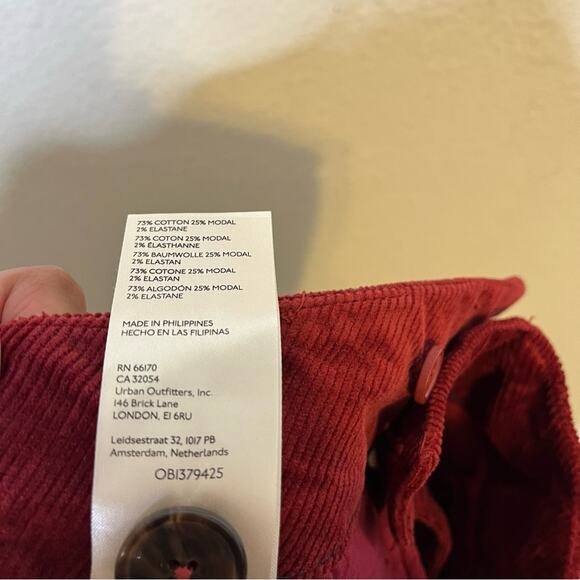 73% COTTON 25% MODAL
2% ELASTANE
73% COTON 25% MODAL
2% ÉLASTHANNE
73% BAUMWOLLE 25% MODAL
2% ELASTAN
73% COTONE 25% MODAL
2% ELASTAN
73% ALGODÓN 25% MODAL
2% ELASTANE
MADE IN PHILIPPINES
HECHO EN LAS FILIPINAS
RN 66170
CA 32054
Urban Outfitters, Inc.
146 Brick Lane
LONDON, E1 6RU
Leidsestraat 32, 1017 PB
Amsterdam, Netherlands
OB1379425